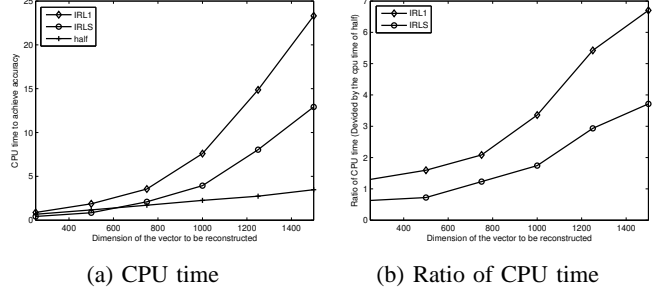 IRL1
IRLS
half
CPU time to achieve accuracy
25
20
15
10
5
0
400 600 800 1000 1200 1400
Dimension of the vector to be reconstructed
(a) CPU time
IRL1
IRLS
Ratio of CPU time (Devided by the cpu time of half)
7
6
5
4
3
2
1
0
400 600 800 1000 1200 1400
Dimension of the vector to be reconstructed
(b) Ratio of CPU time